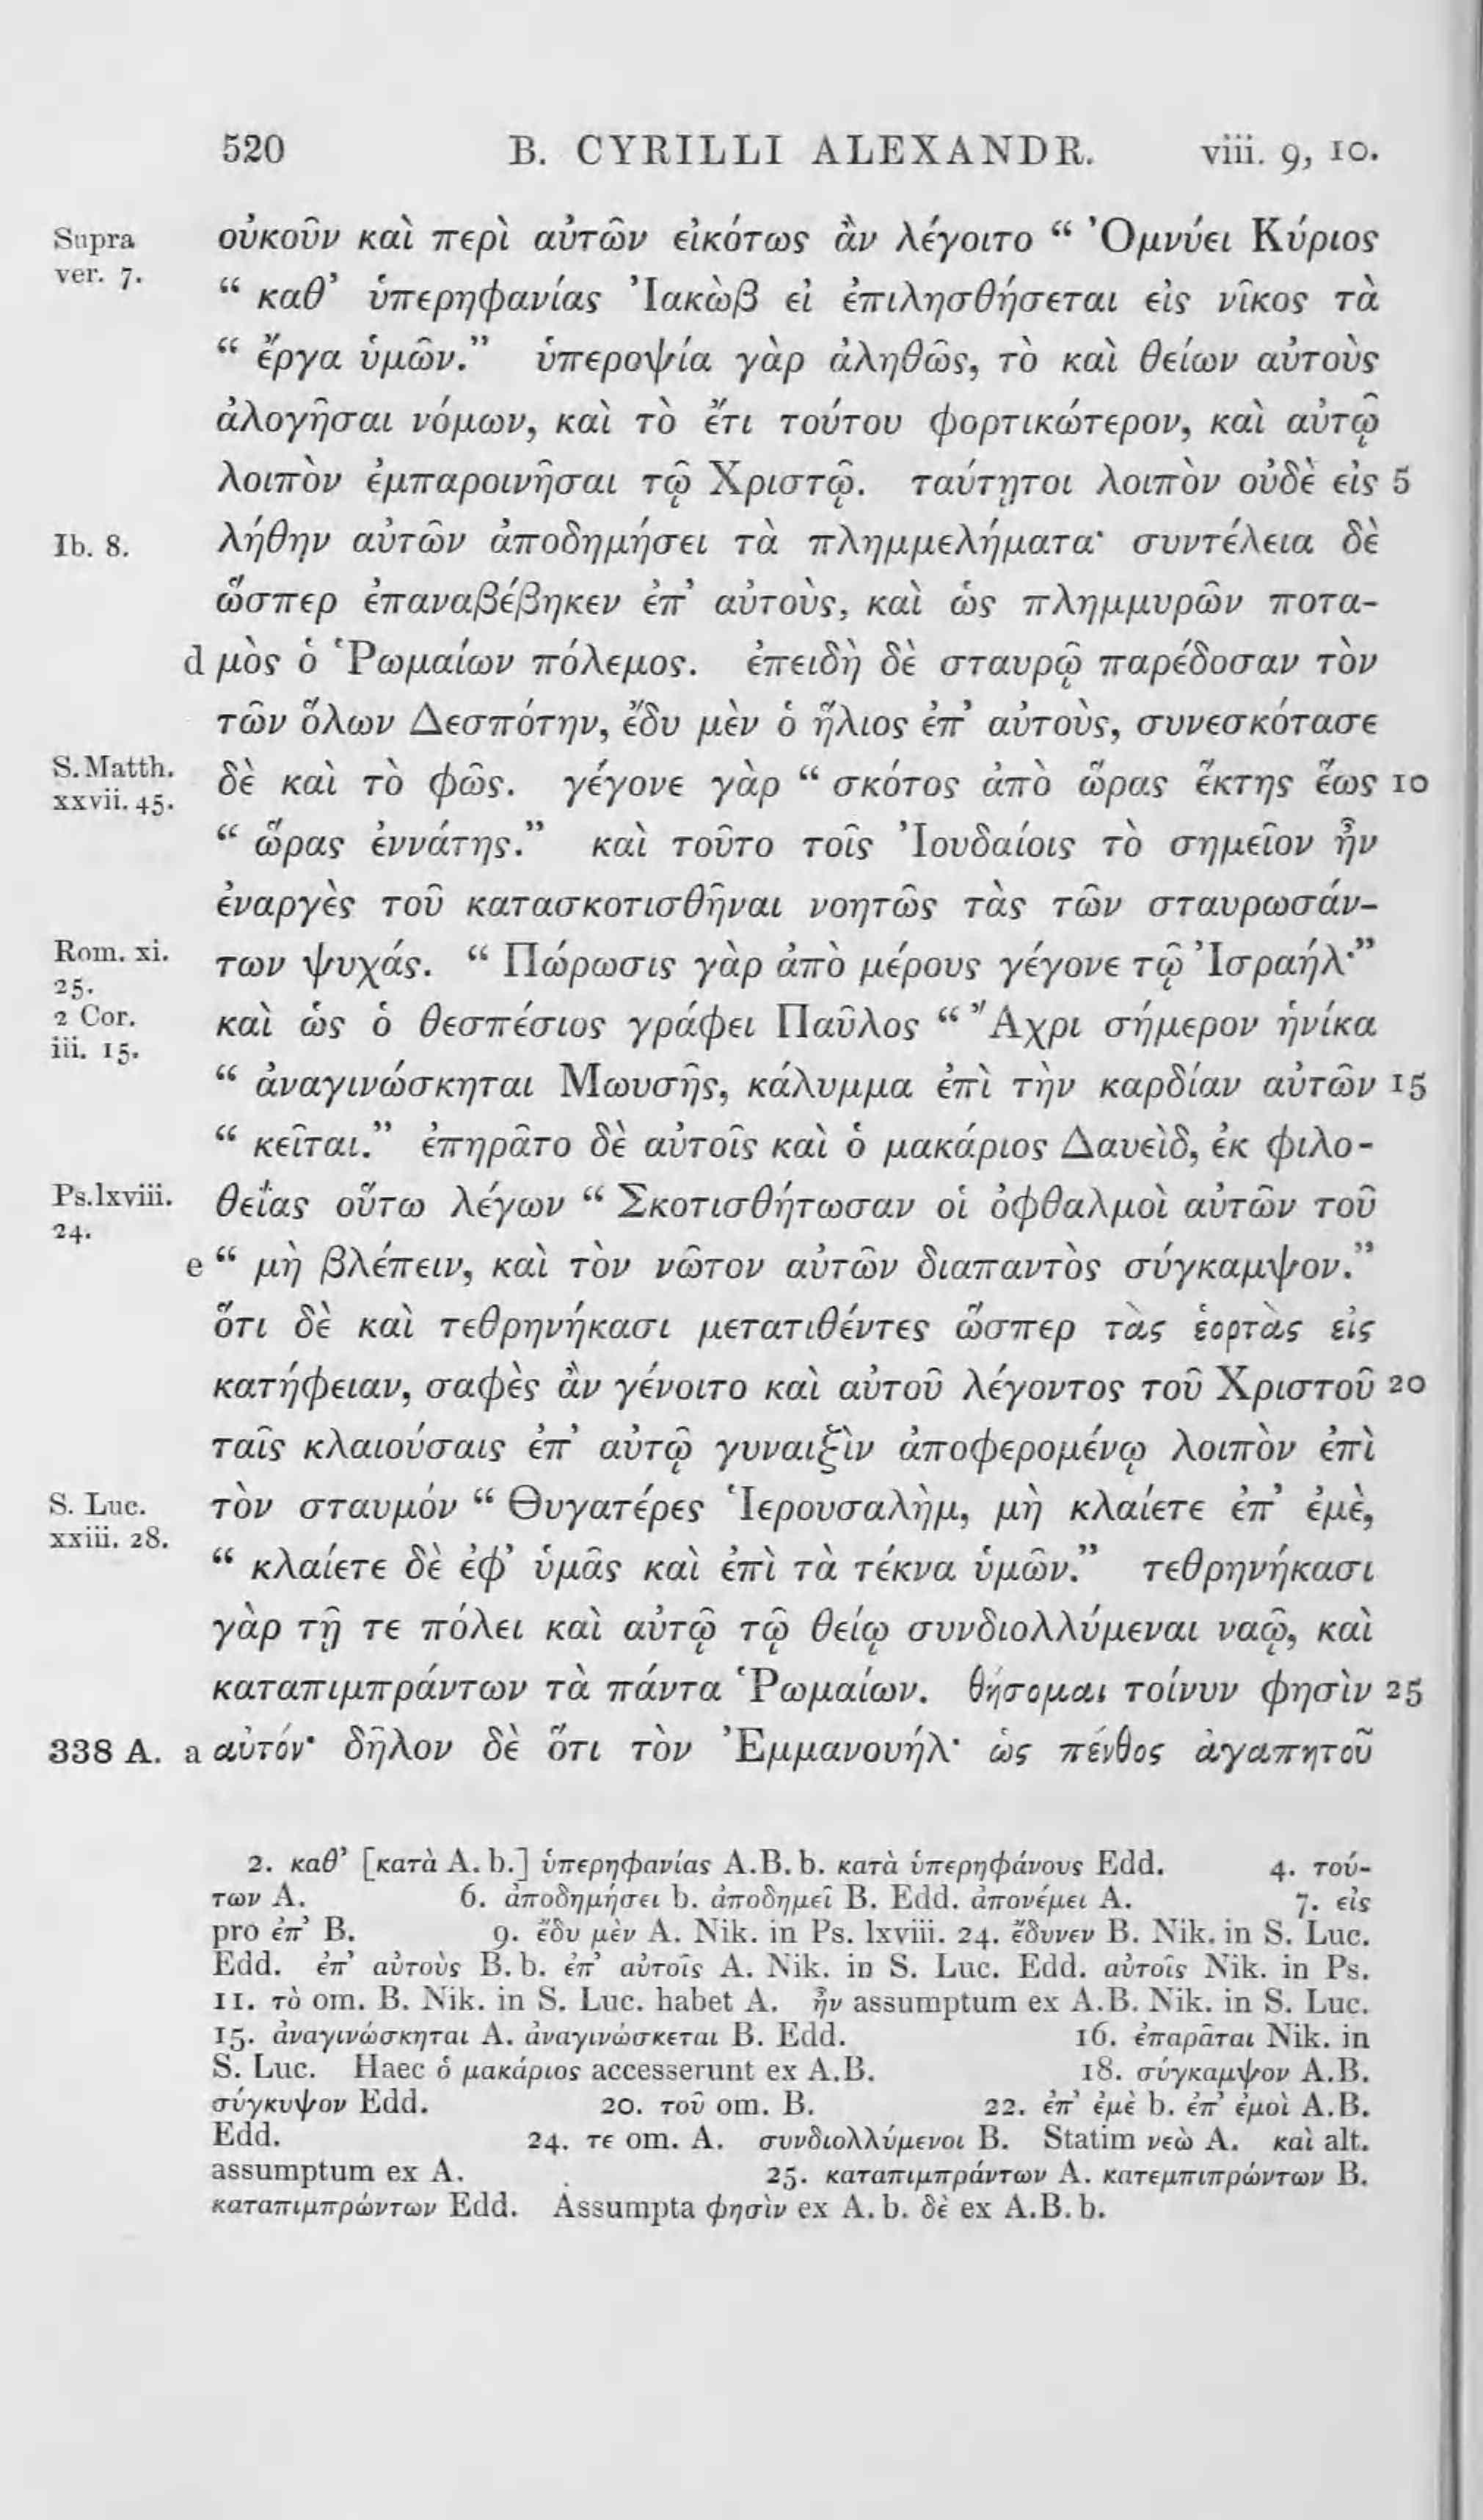 520 B. CYRILLI ALEXANDR. viii. 9, 10.
Supra ver. 7.
οὐκοῦν καὶ περὶ αὐτῶν εἰκότως ἂν λέγοιτο “ Ὀμνύει Κύριος
“ καθ’ ὑπερηφανίας Ἰακὼβ εἰ ἐπιλησθήσεται εἰς νῖκος τὰ
“ ἔργα ὑμῶν.” ὑπεροψία γὰρ ἀληθῶς, τὸ καὶ θείων αὐτοὺς
ἀλογῆσαι νόμων, καὶ τὸ ἔτι τούτου φορτικώτερον, καὶ αὐτῷ
λοιπὸν ἐμπαροινῆσαι τῷ Χριστῷ. ταύτῃτοι λοιπὸν οὐδὲ εἰς 5
Ib. 8. λήθην αὐτῶν ἀποδημήσει τὰ πλημμελήματα· συντέλεια δὲ
ὥσπερ ἐπαναβέβηκεν ἐπ’ αὐτοὺς, καὶ ὡς πλημμυρῶν ποτα-
d μὸς ὁ Ῥωμαίων πόλεμος. ἐπειδὴ δὲ σταυρῷ παρέδοσαν τὸν
τῶν ὅλων Δεσπότην, ἔδυ μὲν ὁ ἥλιος ἐπ’ αὐτοὺς, συνεσκότασε
S. Matth. xxvii. 45.
δὲ καὶ τὸ φῶς. γέγονε γὰρ “ σκότος ἀπὸ ὥρας ἕκτης ἕως 10
“ ὥρας ἐννάτης.” καὶ τοῦτο τοῖς Ἰουδαίοις τὸ σημεῖον ἦν
ἐναργὲς τοῦ κατασκοτισθῆναι νοητῶς τὰς τῶν σταυρωσάν-
Rom. xi. 25.
των ψυχάς. “ Πώρωσις γὰρ ἀπὸ μέρους γέγονε τῷ Ἰσραήλ·”
2 Cor. iii. 15.
καὶ ὡς ὁ θεσπέσιος γράφει Παῦλος “ Ἄχρι σήμερον ἡνίκα
“ ἀναγινώσκηται Μωυσῆς, κάλυμμα ἐπὶ τὴν καρδίαν αὐτῶν 15
“ κεῖται.” ἐπηρᾶτο δὲ αὐτοῖς καὶ ὁ μακάριος Δαυεὶδ, ἐκ φιλο-
Ps. lxviii. 24.
θεΐας οὕτω λέγων “ Σκοτισθήτωσαν οἱ ὀφθαλμοὶ αὐτῶν τοῦ
e “ μὴ βλέπειν, καὶ τὸν νῶτον αὐτῶν διαπαντὸς σύγκαμψον.”
ὅτι δὲ καὶ τεθρηνήκασι μετατιθέντες ὥσπερ τὰς ἑορτὰς εἰς
κατήφειαν, σαφὲς ἂν γένοιτο καὶ αὐτοῦ λέγοντος τοῦ Χριστοῦ 20
ταῖς κλαιούσαις ἐπ’ αὐτῷ γυναιξὶν ἀποφερομένῳ λοιπὸν ἐπὶ
S. Luc. xxiii. 28.
τὸν σταυρμόν “ Θυγατέρες Ἱερουσαλὴμ, μὴ κλαίετε ἐπ’ ἐμὲ,
“ κλαίετε δὲ ἐφ’ ὑμᾶς καὶ ἐπὶ τὰ τέκνα ὑμῶν.” τεθρηνήκασι
γὰρ τῇ τε πόλει καὶ αὐτῷ τῷ θείῳ συνδιολλύμεναι ναῷ, καὶ
καταπιμπράντων τὰ πάντα Ῥωμαίων. θήσομαι τοίνυν φησὶν 25
338 A. a αὐτόν· δῆλον δὲ ὅτι τὸν Ἐμμανουήλ· ὡς πένθος ἀγαπητοῦ
2. καθ’ [κατὰ A. b.] ὑπερηφανίας A.B. b. κατὰ ὑπερηφάνους Edd. 4. τού-
των A. 6. ἀποδημήσει b. ἀποδημεῖ B. Edd. ἀπονέμει A. 7. εἰς
pro ἐπ’ B. 9. ἔδυ μὲν A. Nik. in Ps. lxviii. 24. ἔδυνεν B. Nik. in S. Luc.
Edd. ἐπ’ αὐτοὺς B. b. ἐπ’ αὐτοῖς A. Nik. in S. Luc. Edd. αὐτοῖς Nik. in Ps.
11. τὸ om. B. Nik. in S. Luc. habet A. ἦν assumptum ex A.B. Nik. in S. Luc.
15. ἀναγινώσκηται A. ἀναγινώσκεται B. Edd. 16. ἐπαρᾶται Nik. in
S. Luc. Haec ὁ μακάριος accesserunt ex A.B. 18. σύγκαμψον A.B.
σύγκυψον Edd. 20. τοῦ om. B. 22. ἐπ’ ἐμὲ b. ἐπ’ ἐμοὶ A.B.
Edd. 24. τε om. A. συνδιολλύμενοι B. Statim νεὼ A. καὶ alt.
assumptum ex A. 25. καταπιμπράντων A. κατεμπιπρώντων B.
καταπιμπρώντων Edd. Assumpta φησὶν ex A. b. δὲ ex A.B. b.